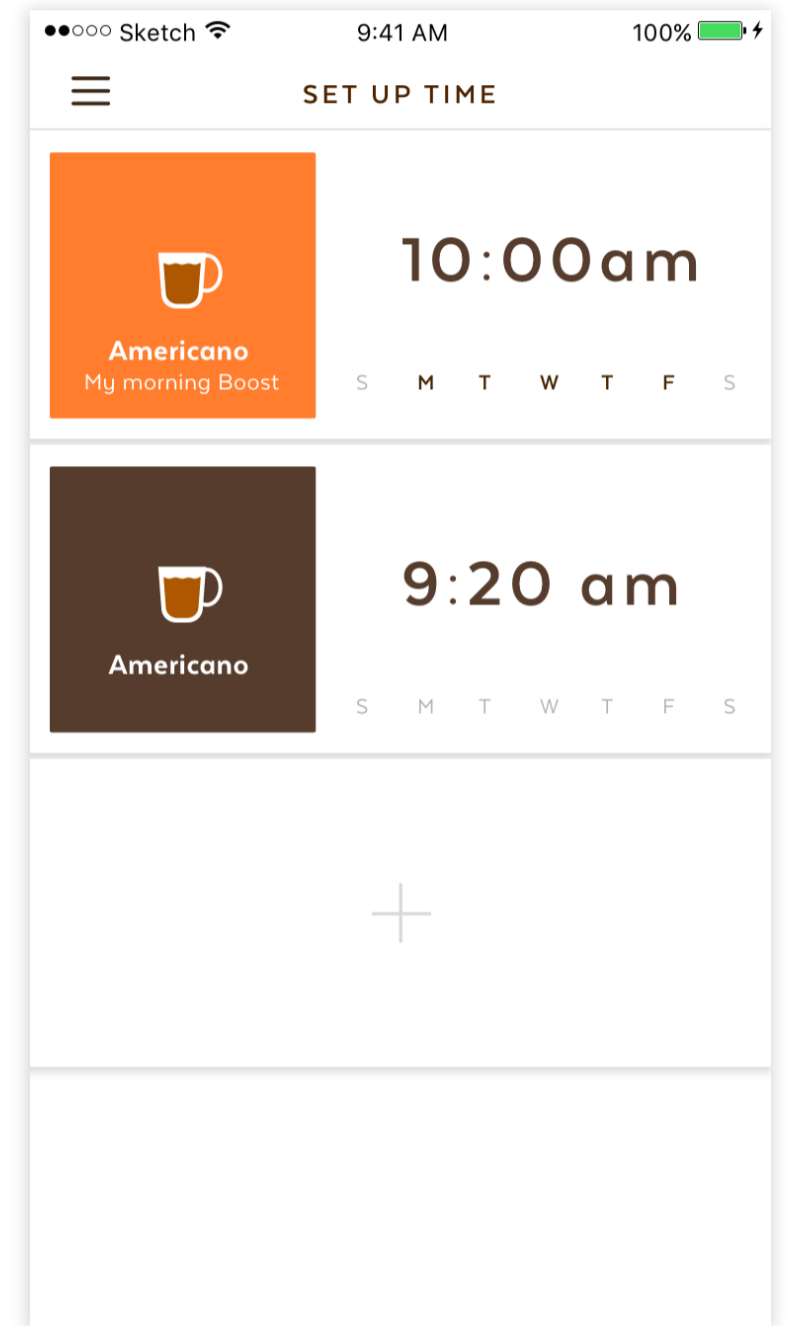 Sketch 9:41 AM 100%
SET UP TIME
10:00am
Americano
My morning Boost
S M T W T F S
9:20 am
Americano
S M T W T F S